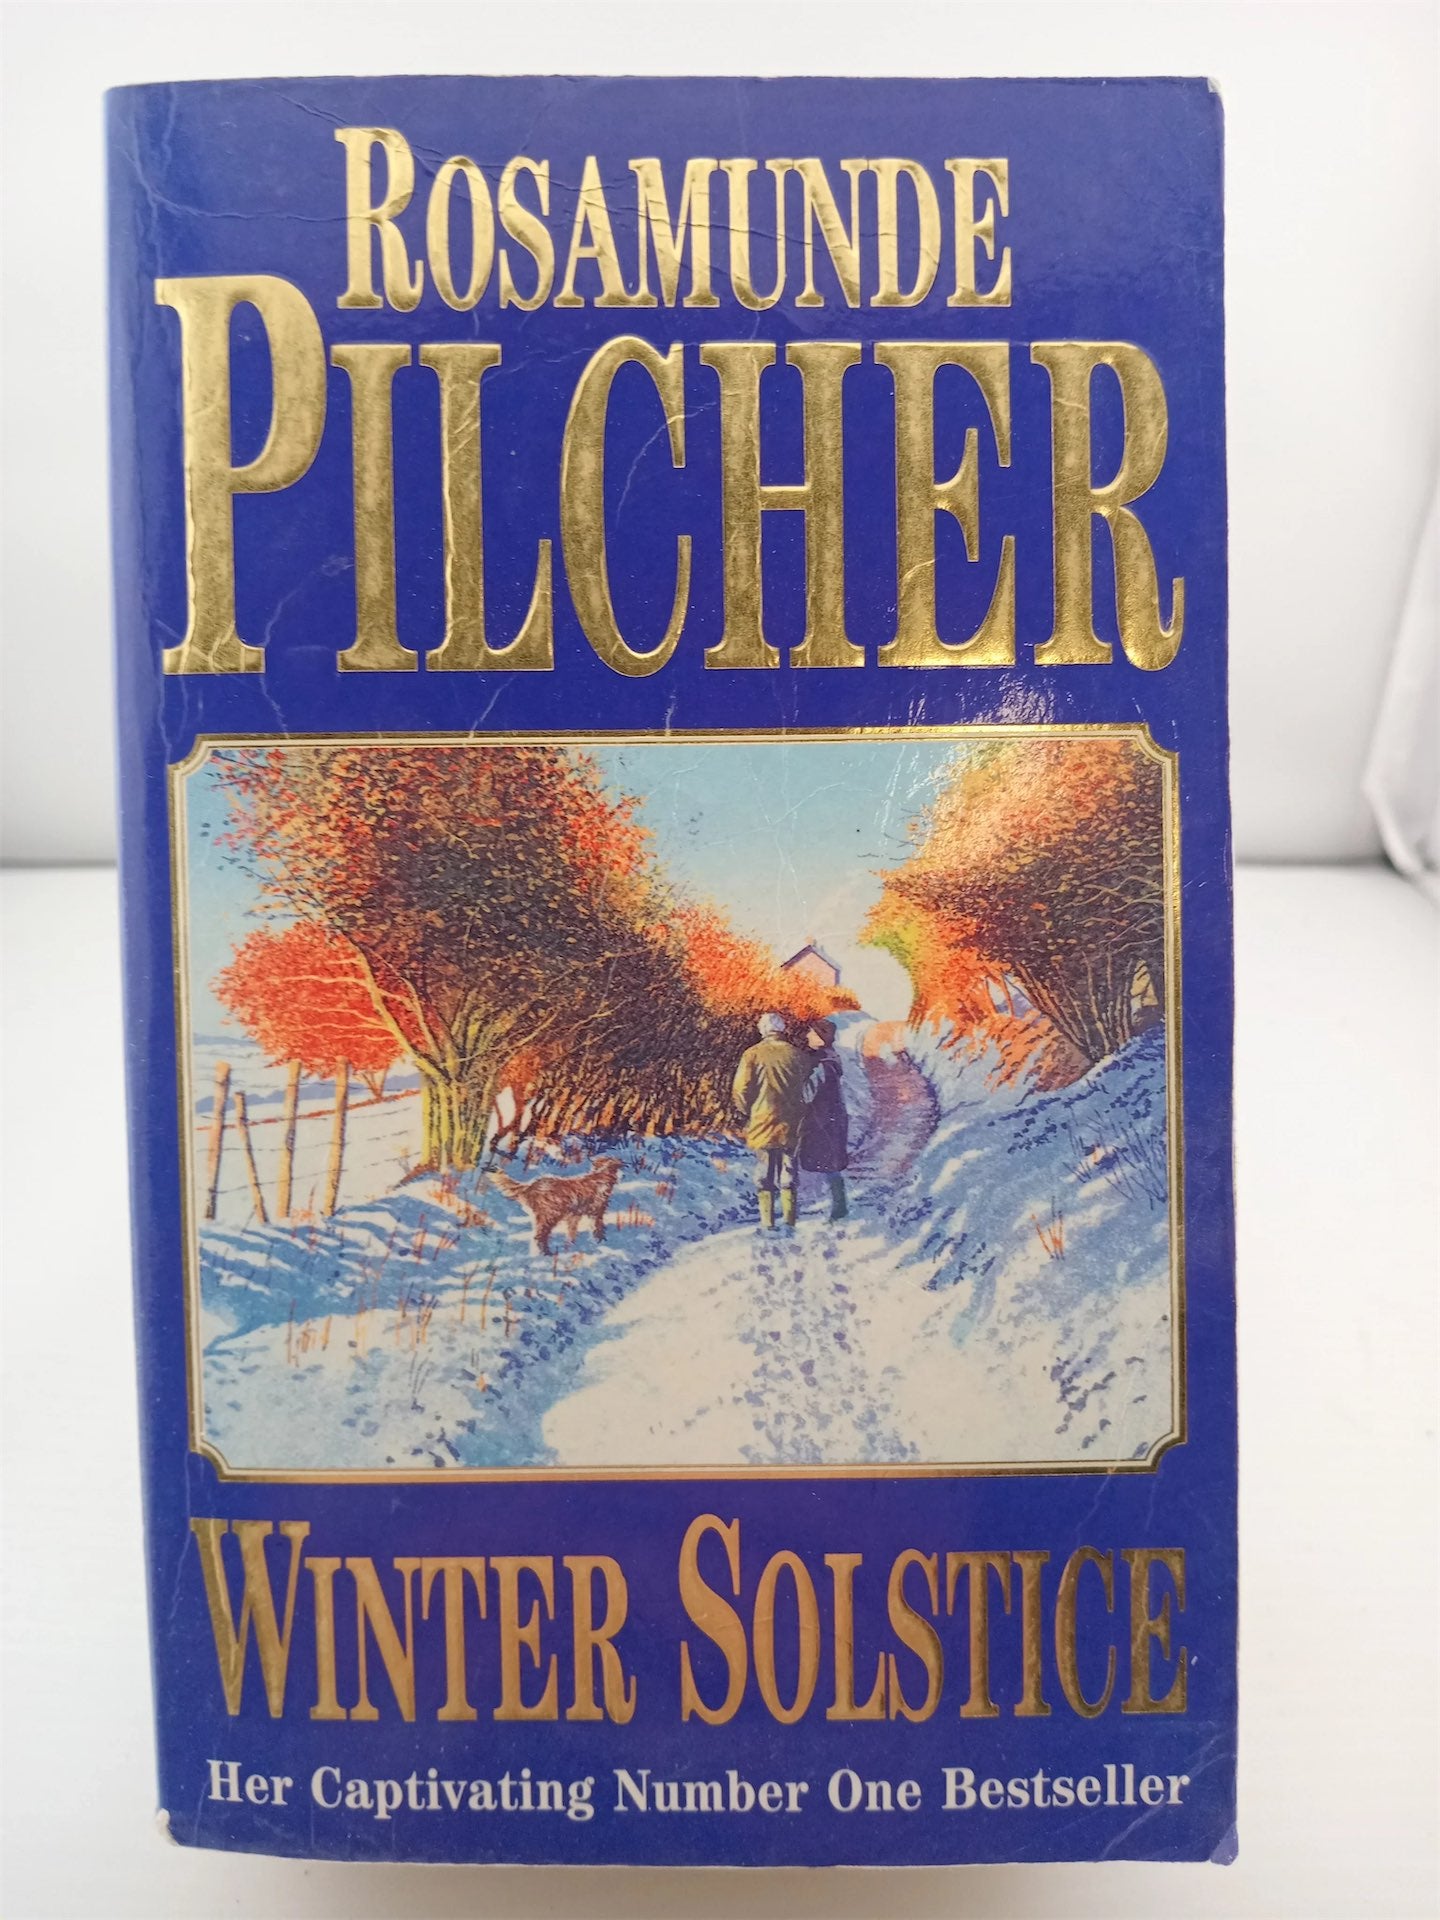 ROSAMUNDE
PILCHER
WINTER SOLSTICE
Her Captivating Number One Bestseller